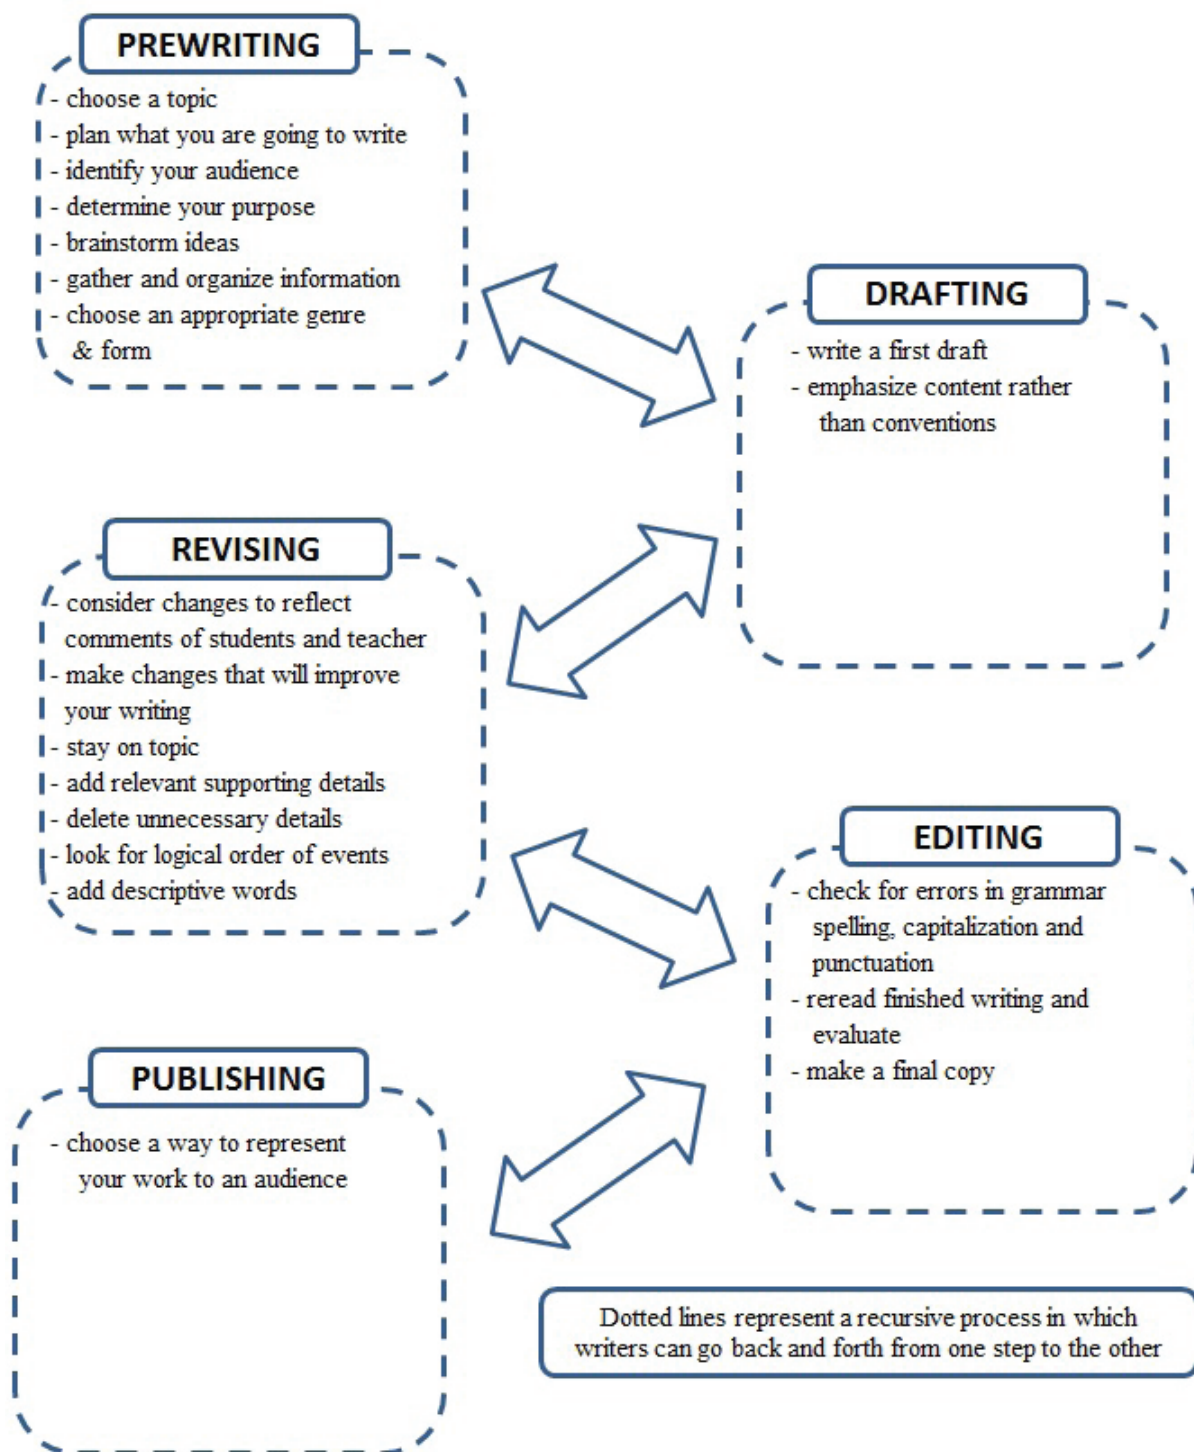 PREWRITING
- choose a topic
- plan what you are going to write
- identify your audience
- determine your purpose
- brainstorm ideas
- gather and organize information
- choose an appropriate genre
& form
DRAFTING
- write a first draft
- emphasize content rather
than conventions
REVISING
- consider changes to reflect
comments of students and teacher
- make changes that will improve
your writing
- stay on topic
- add relevant supporting details
- delete unnecessary details
- look for logical order of events
- add descriptive words
EDITING
- check for errors in grammar
spelling, capitalization and
punctuation
- reread finished writing and
evaluate
- make a final copy
PUBLISHING
- choose a way to represent
your work to an audience
Dotted lines represent a recursive process in which
writers can go back and forth from one step to the other